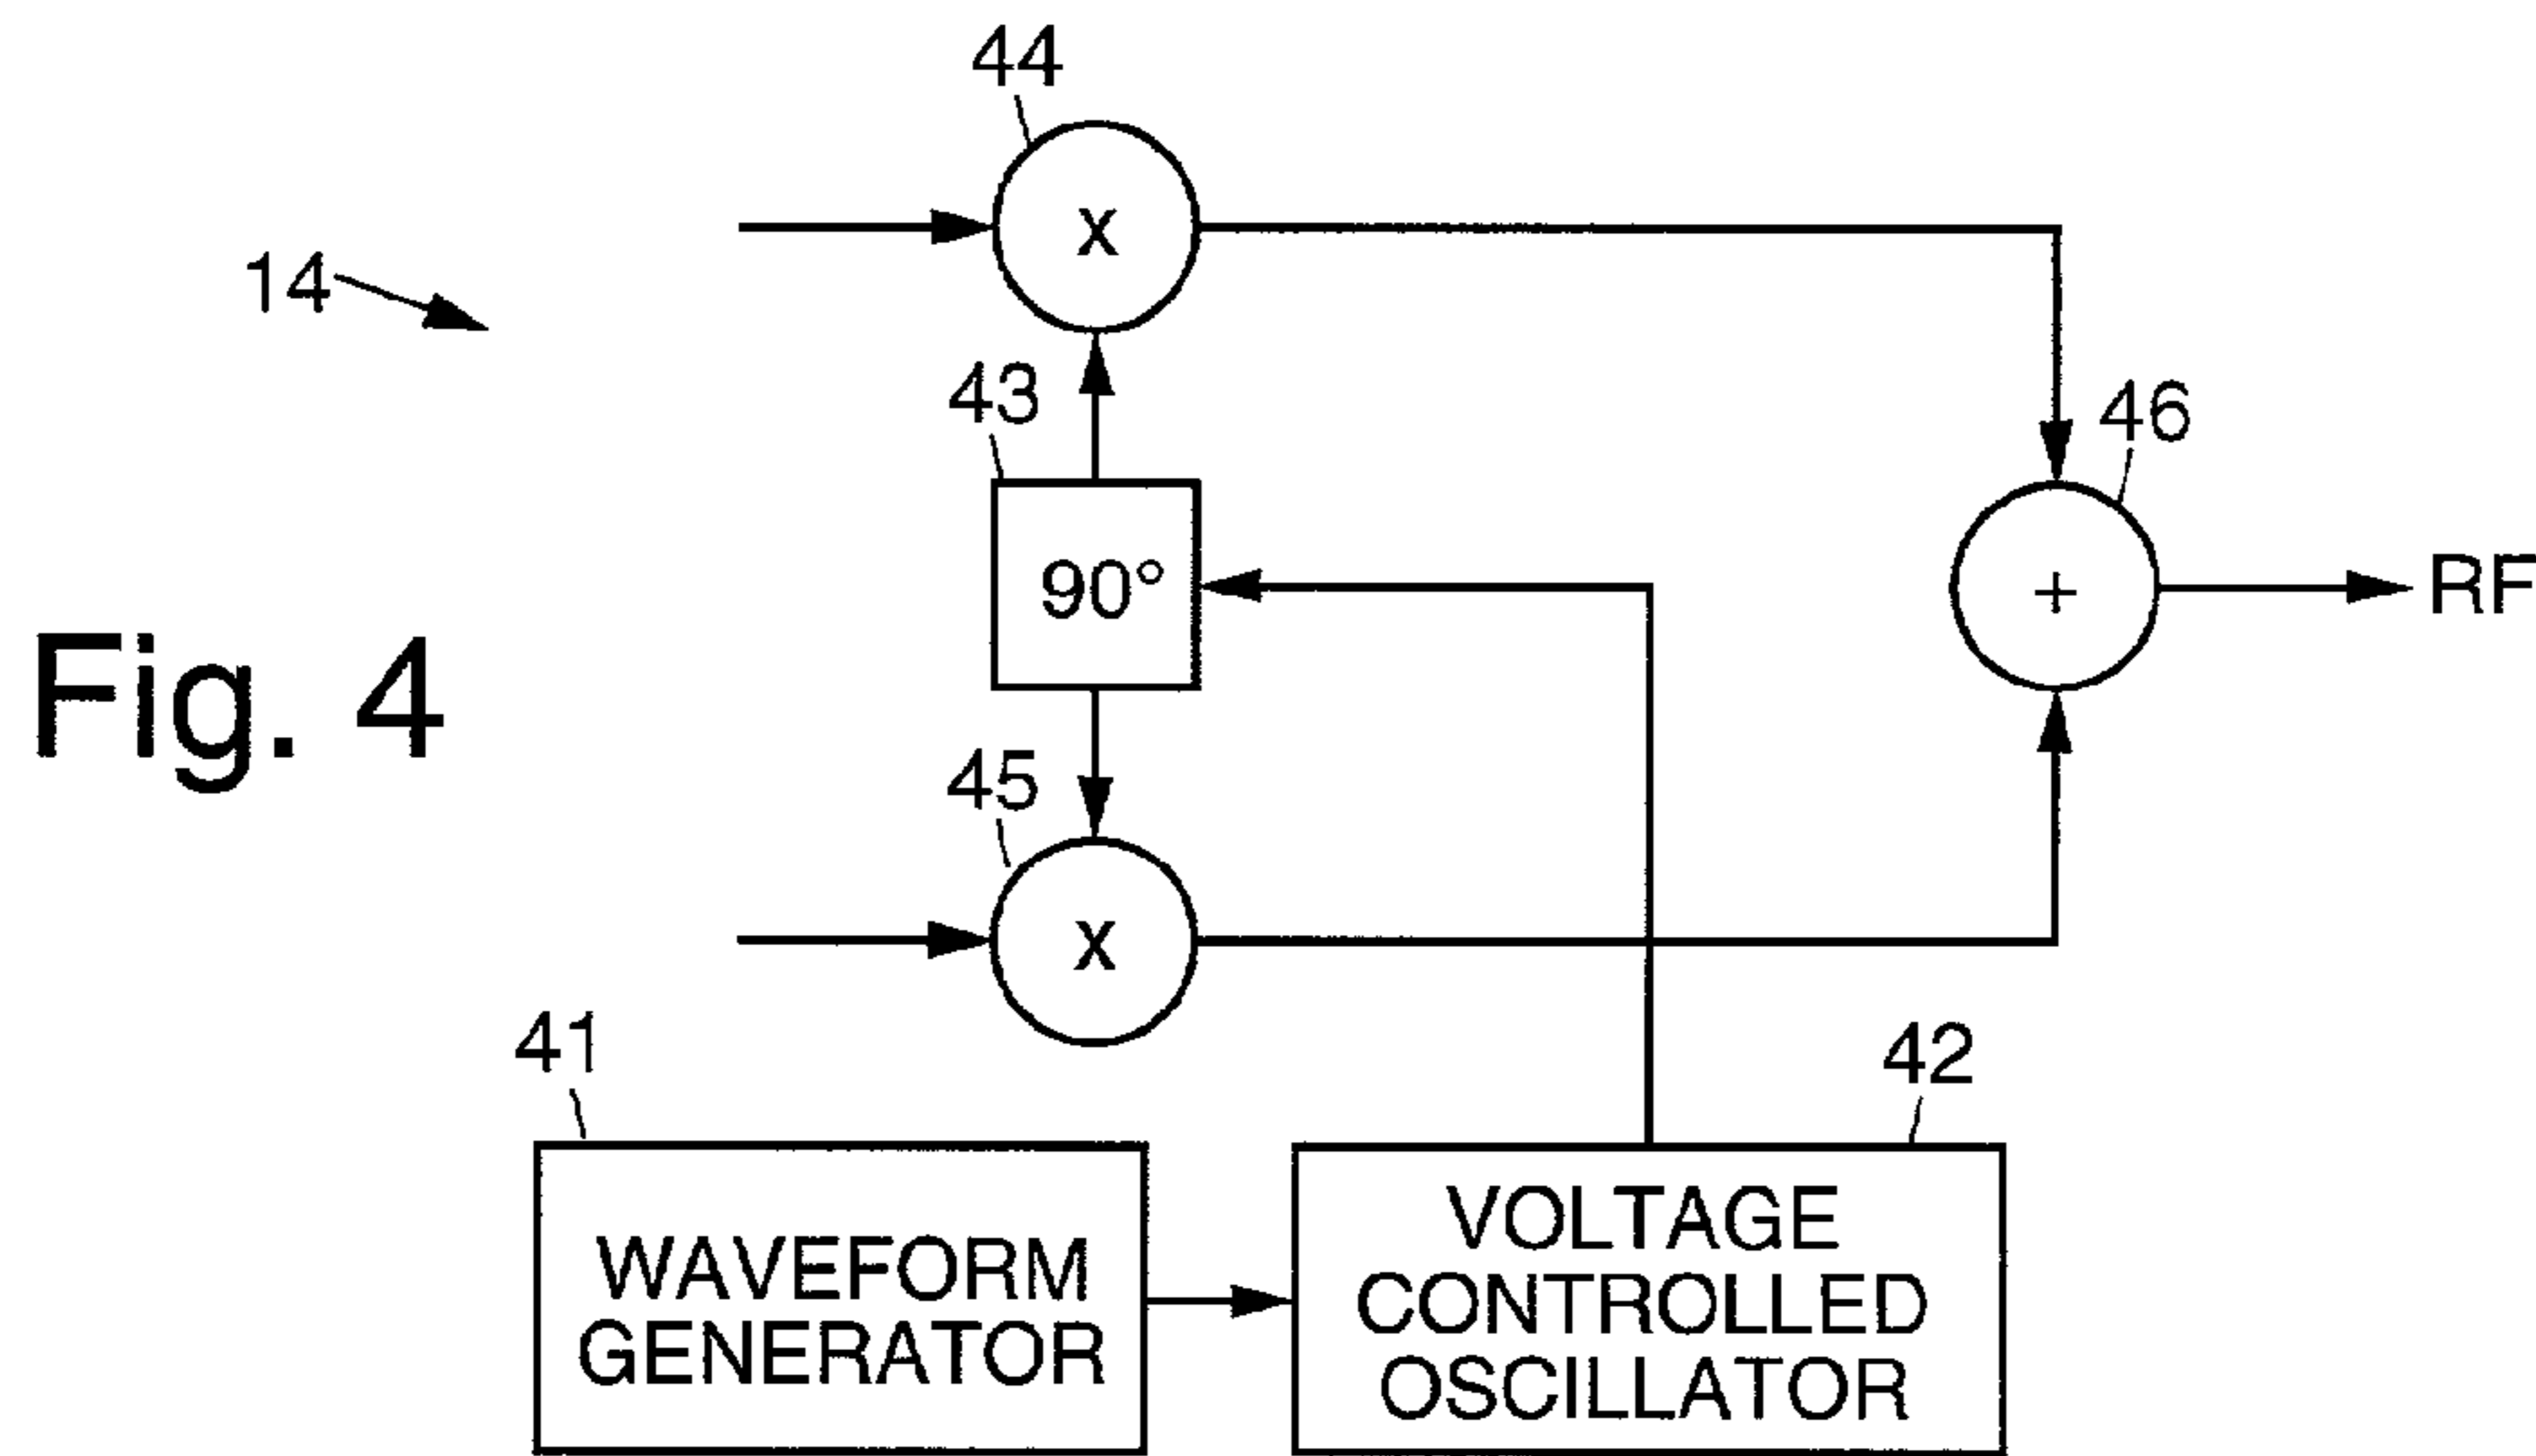 44
x
14
43
46
90°
+
RF
Fig. 4
45
x
41
42
WAVEFORM
GENERATOR
VOLTAGE
CONTROLLED
OSCILLATOR